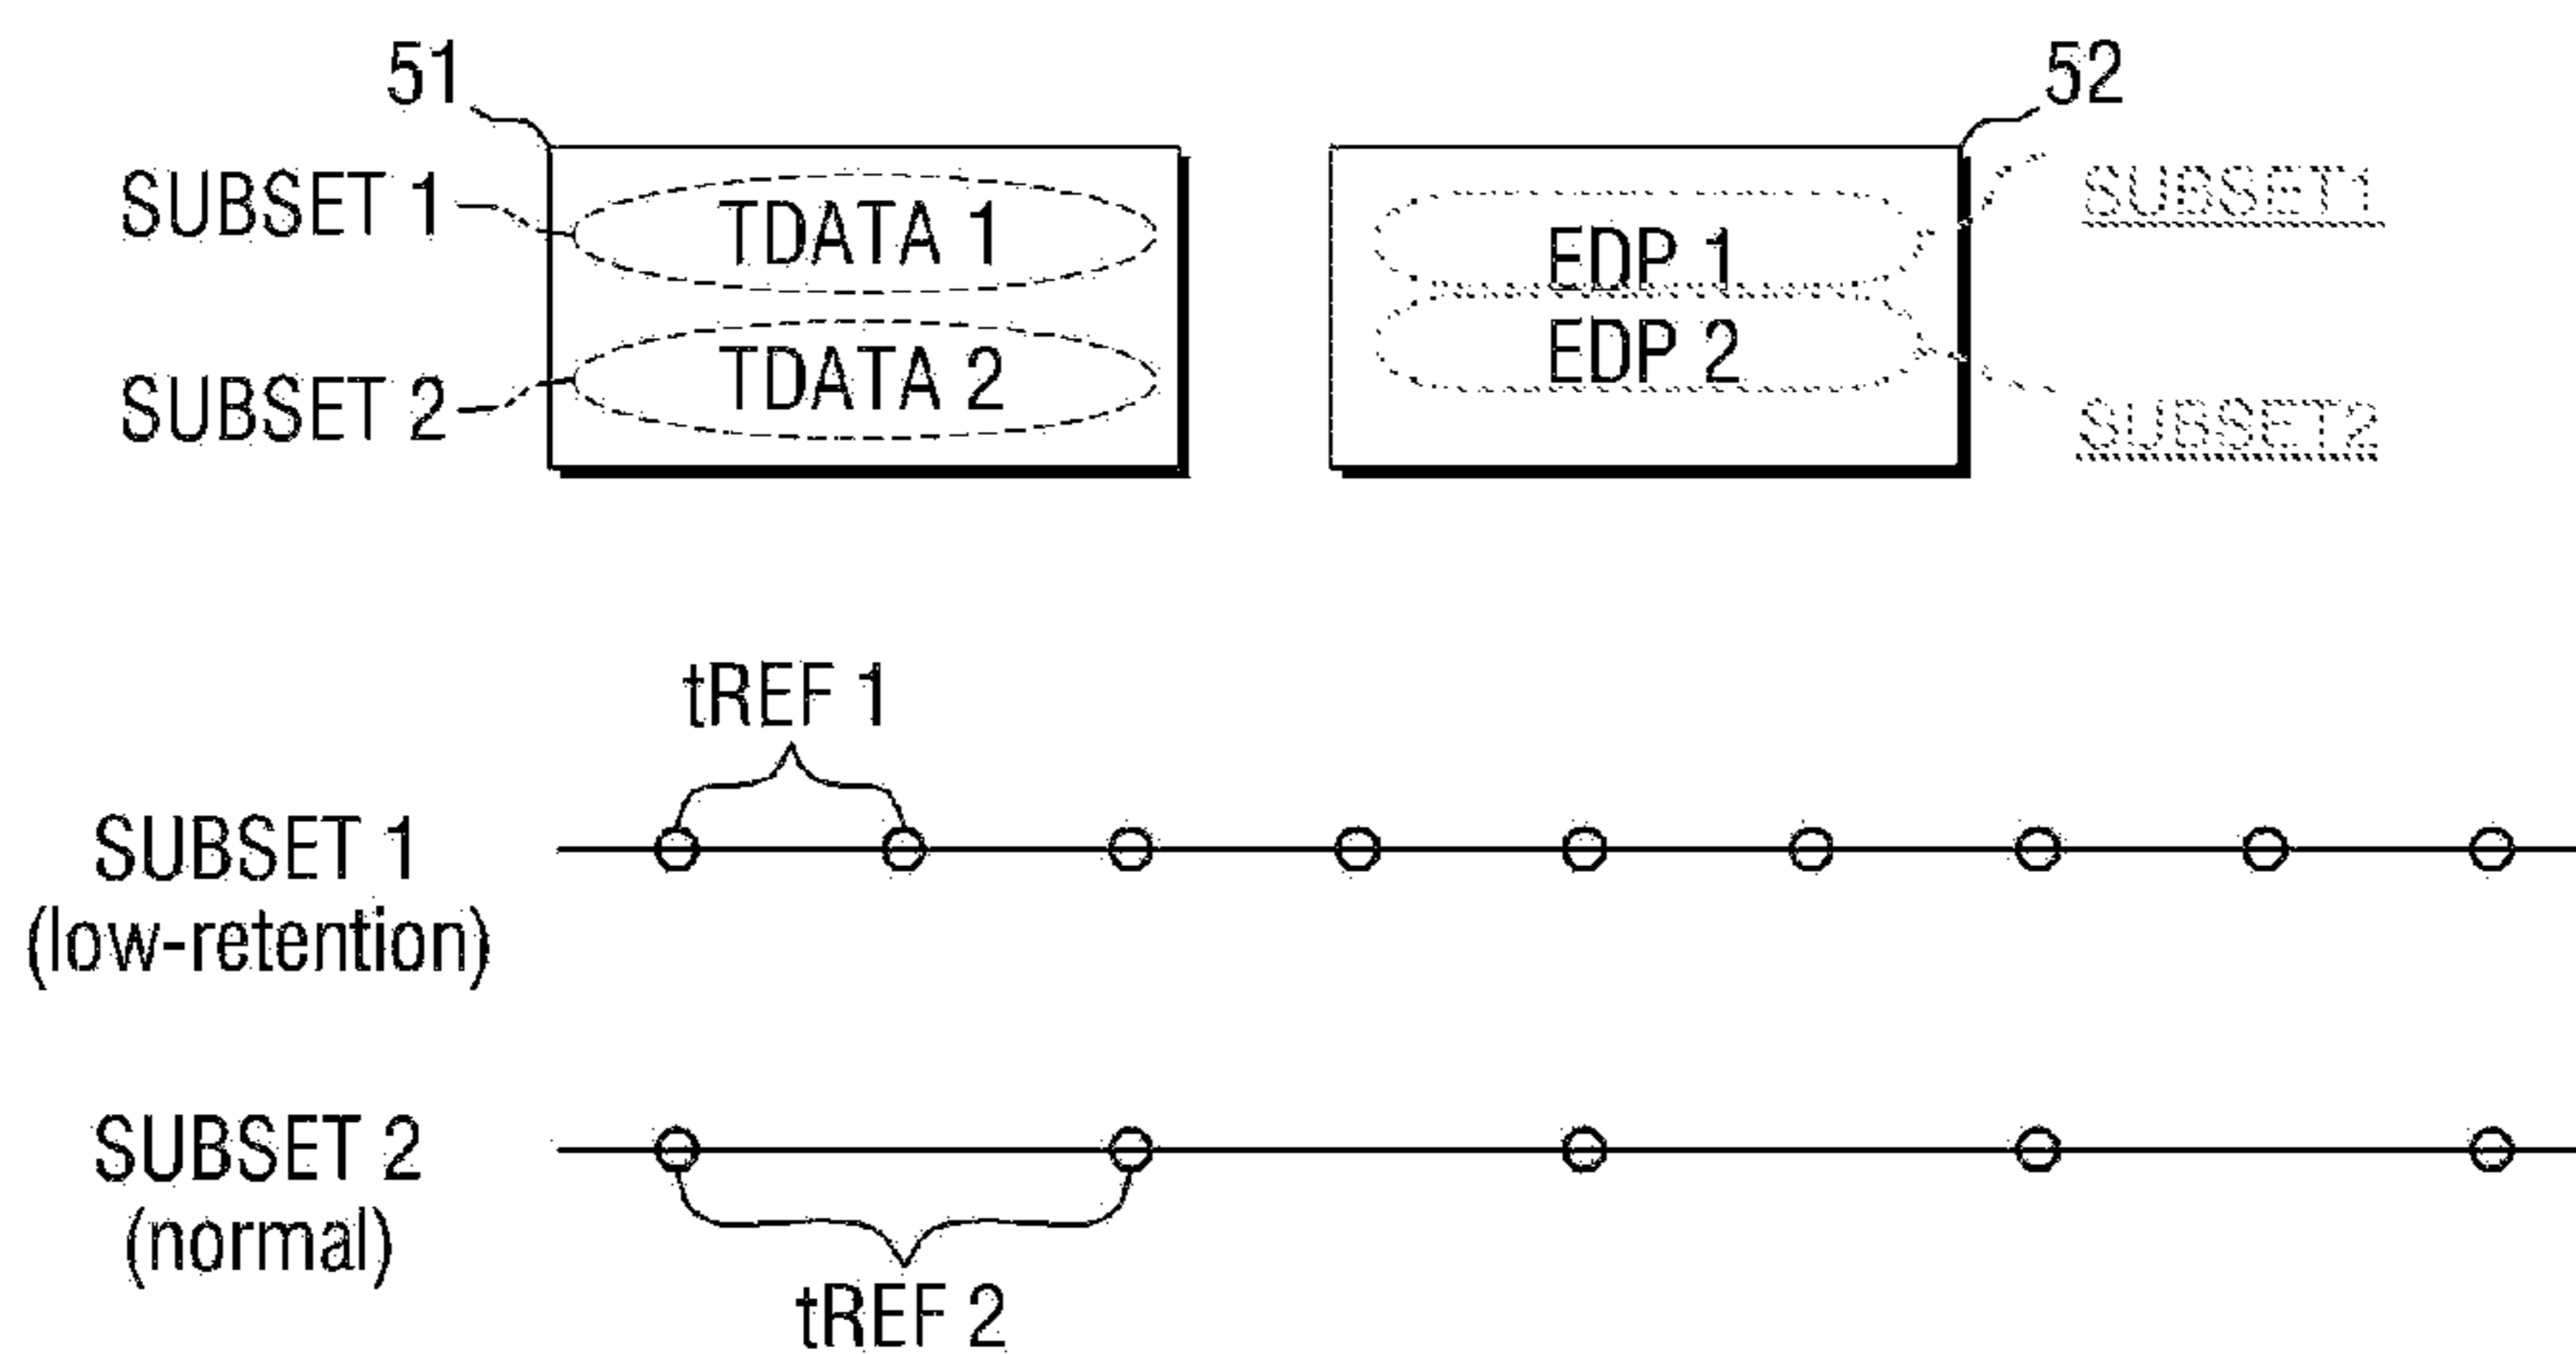 51
52
SUBSET 1
TDATA 1
EDP 1
SUBSET1
SUBSET 2
TDATA 2
EDP 2
SUBSET2
tREF 1
SUBSET 1
(low-retention)
SUBSET 2
(normal)
tREF 2